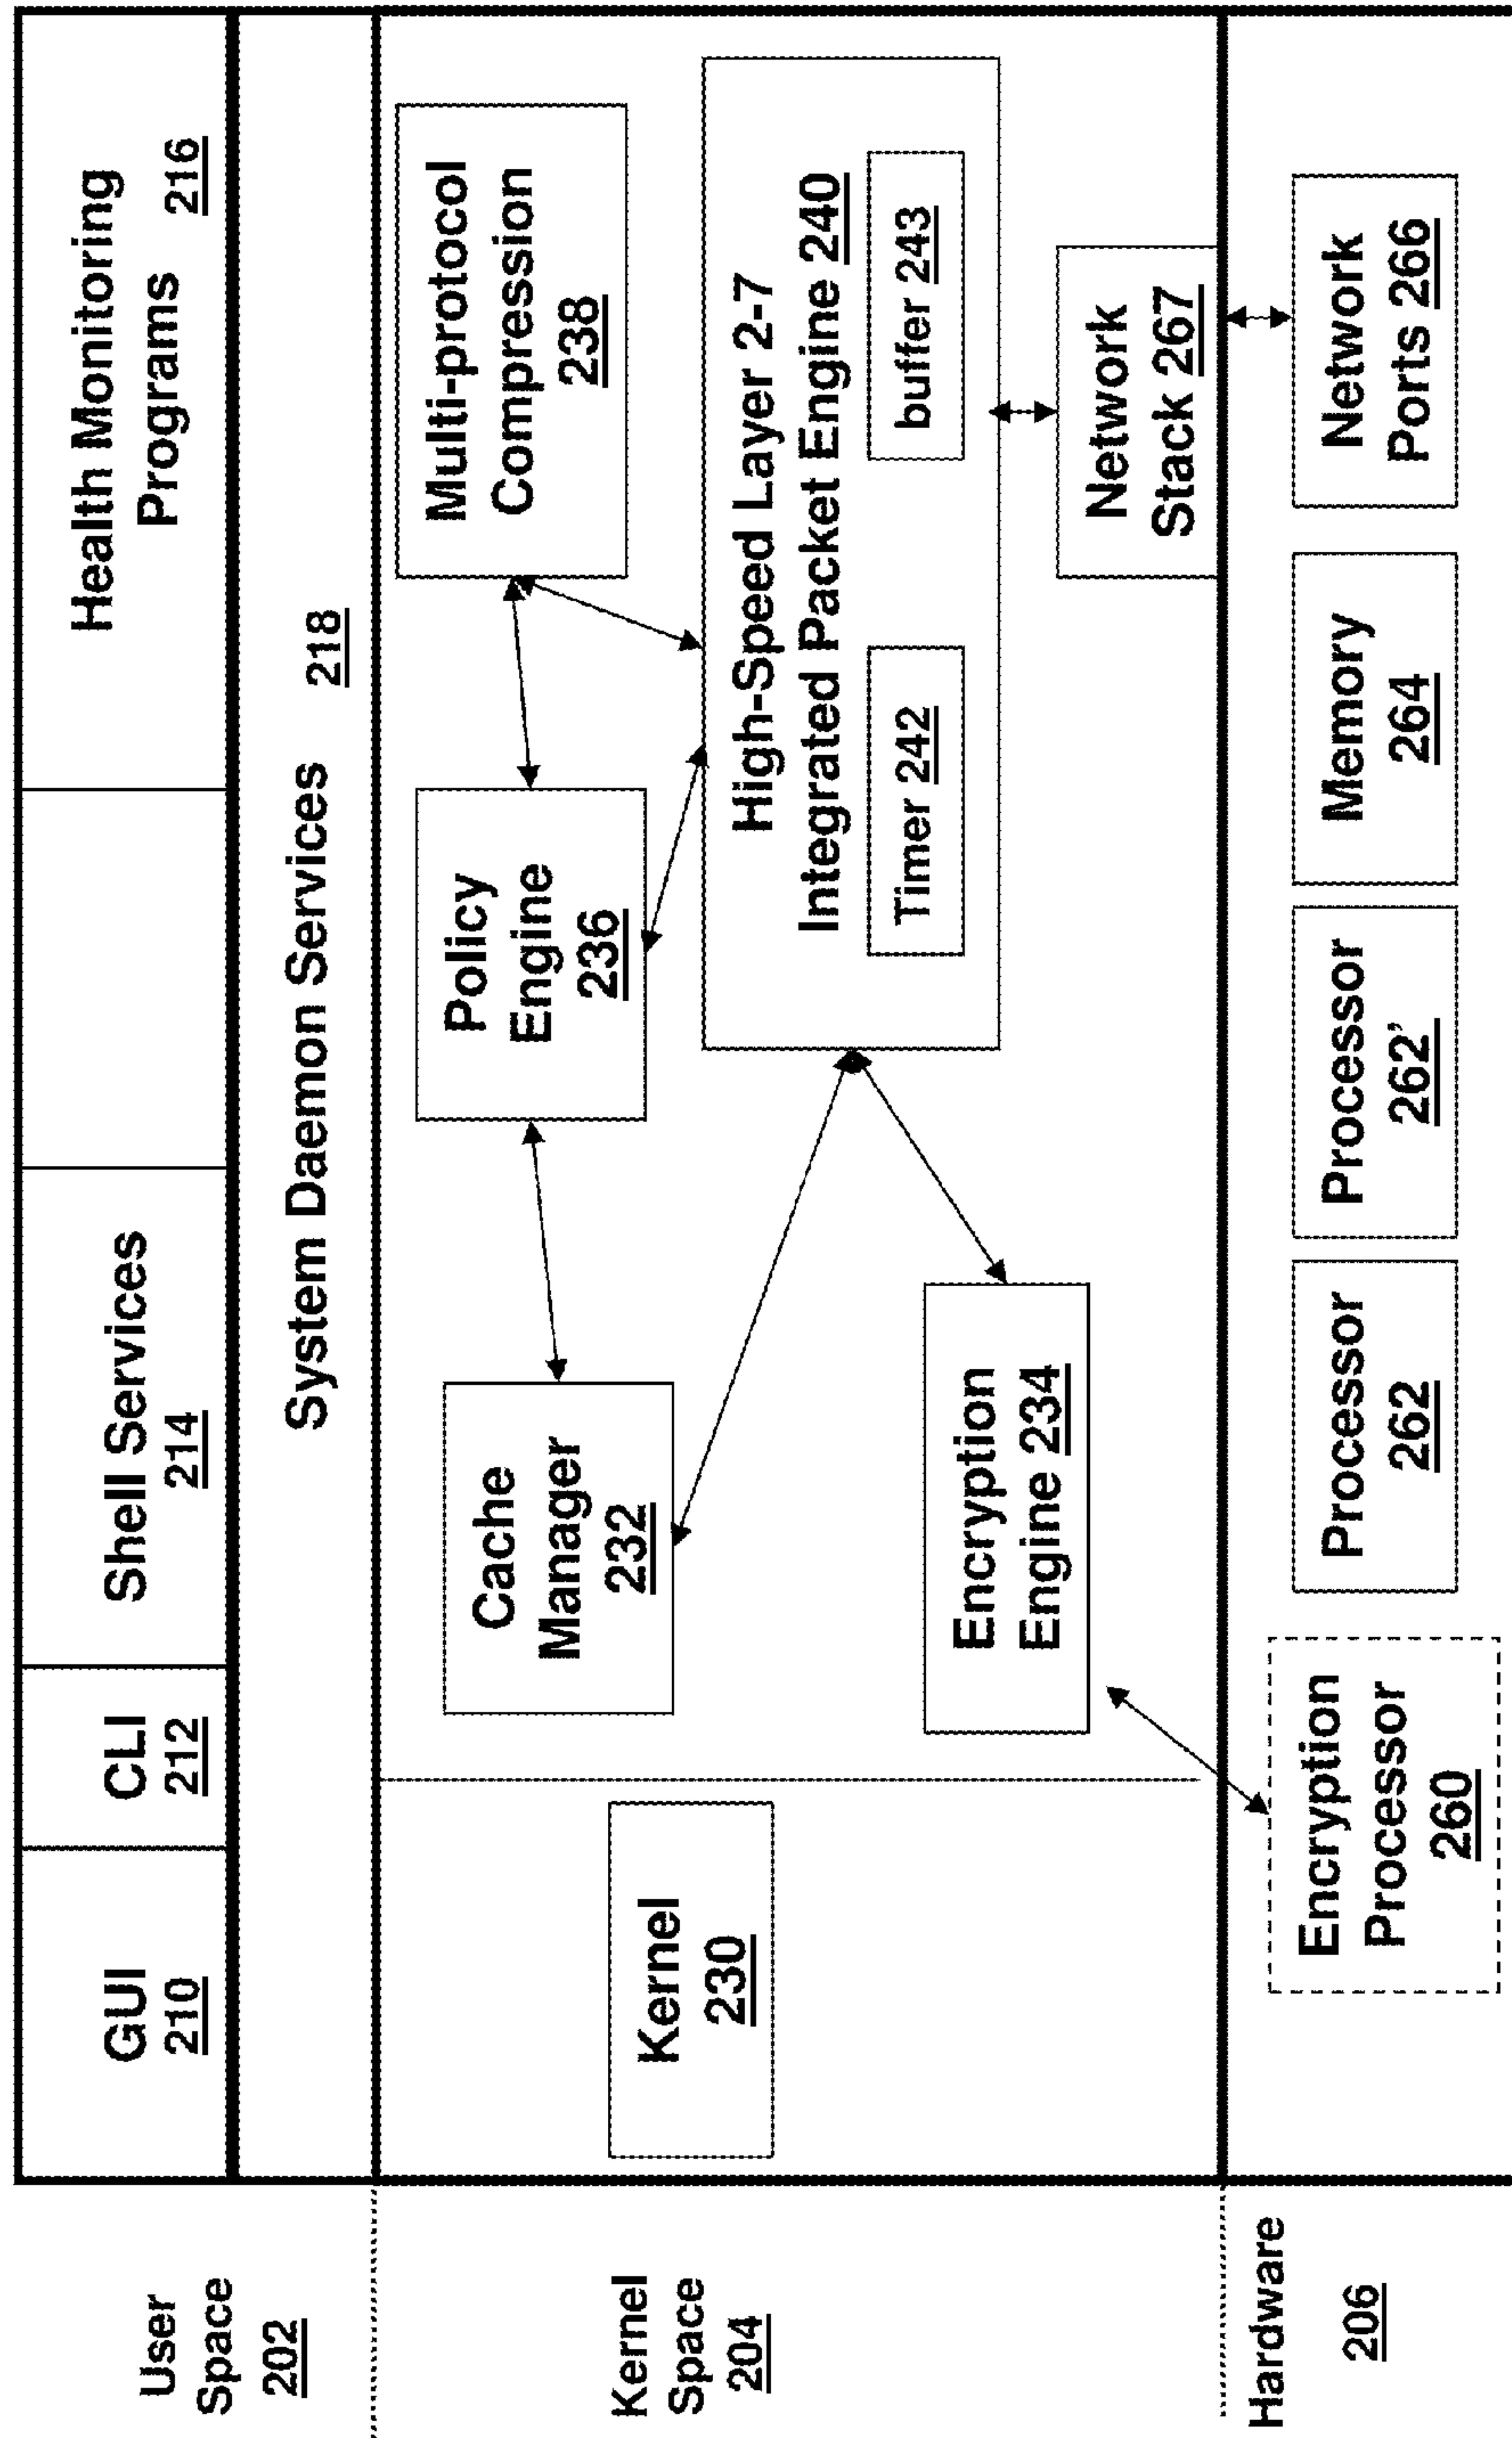 User
Space
202
GUI
210
CLI
212
Shell Services
214
Health Monitoring
Programs 216
System Daemon Services 218
Kernel
Space
204
Kernel
230
Cache
Manager
232
Policy
Engine
236
Multi-protocol
Compression
238
High-Speed Layer 2-7
Integrated Packet Engine 240
Timer 242
buffer 243
Encryption
Engine 234
Network
Stack 267
Hardware
206
Encryption
Processor
260
Processor
262
Processor
262’
Memory
264
Network
Ports 266